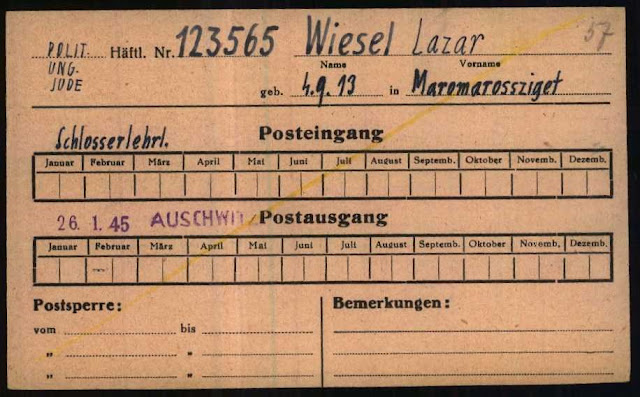 POLIT. Häftl. Nr. 123565 Wiesel Lazar 57
UNG. Name Vorname
JUDE geb. 4.9.13 in Maromarossziget
Schlosserlehrl. Posteingang
Januar Februar März April Mai Juni Juli August Septemb. Oktober Novemb. Dezemb.
26.1.45 AUSCHWITZ Postausgang
Januar Februar März April Mai Juni Juli August Septemb. Oktober Novemb. Dezemb.
Postsperre: Bemerkungen:
vom bis
" "
" "